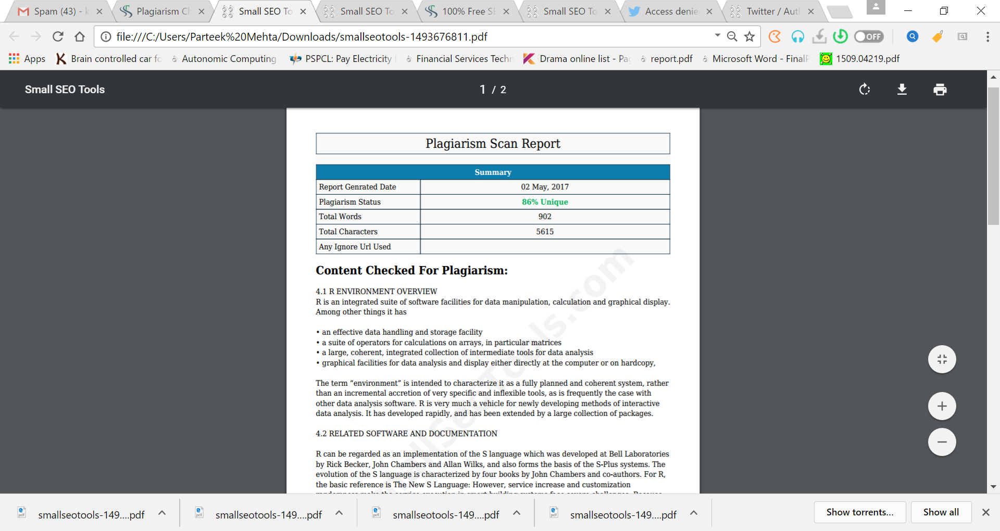 Spam (43) - k
Plagiarism Ch
Small SEO To
Small SEO To
100% Free SE
Small SEO To
Access denie
Twitter / Aut
file:///C:/Users/Parteek%20Mehta/Downloads/smallseotools-1493676811.pdf
OFF
Apps
Brain controlled car fo
Autonomic Computing
PSPCL: Pay Electricity
Financial Services Techn
Drama online list - Pa
report.pdf
Microsoft Word - FinalP
1509.04219.pdf
Small SEO Tools
1 / 2
Plagiarism Scan Report
Summary
Report Genrated Date 02 May, 2017
Plagiarism Status 86% Unique
Total Words 902
Total Characters 5615
Any Ignore Url Used
Content Checked For Plagiarism:
4.1 R ENVIRONMENT OVERVIEW
R is an integrated suite of software facilities for data manipulation, calculation and graphical display.
Among other things it has
• an effective data handling and storage facility
• a suite of operators for calculations on arrays, in particular matrices
• a large, coherent, integrated collection of intermediate tools for data analysis
• graphical facilities for data analysis and display either directly at the computer or on hardcopy,
The term “environment” is intended to characterize it as a fully planned and coherent system, rather
than an incremental accretion of very specific and inflexible tools, as is frequently the case with
other data analysis software. R is very much a vehicle for newly developing methods of interactive
data analysis. It has developed rapidly, and has been extended by a large collection of packages.
4.2 RELATED SOFTWARE AND DOCUMENTATION
R can be regarded as an implementation of the S language which was developed at Bell Laboratories
by Rick Becker, John Chambers and Allan Wilks, and also forms the basis of the S-Plus systems. The
evolution of the S language is characterized by four books by John Chambers and co-authors. For R,
the basic reference is The New S Language: However, service increase and customization
smallseotools-149....pdf
smallseotools-149....pdf
smallseotools-149....pdf
smallseotools-149....pdf
Show torrents...
Show all